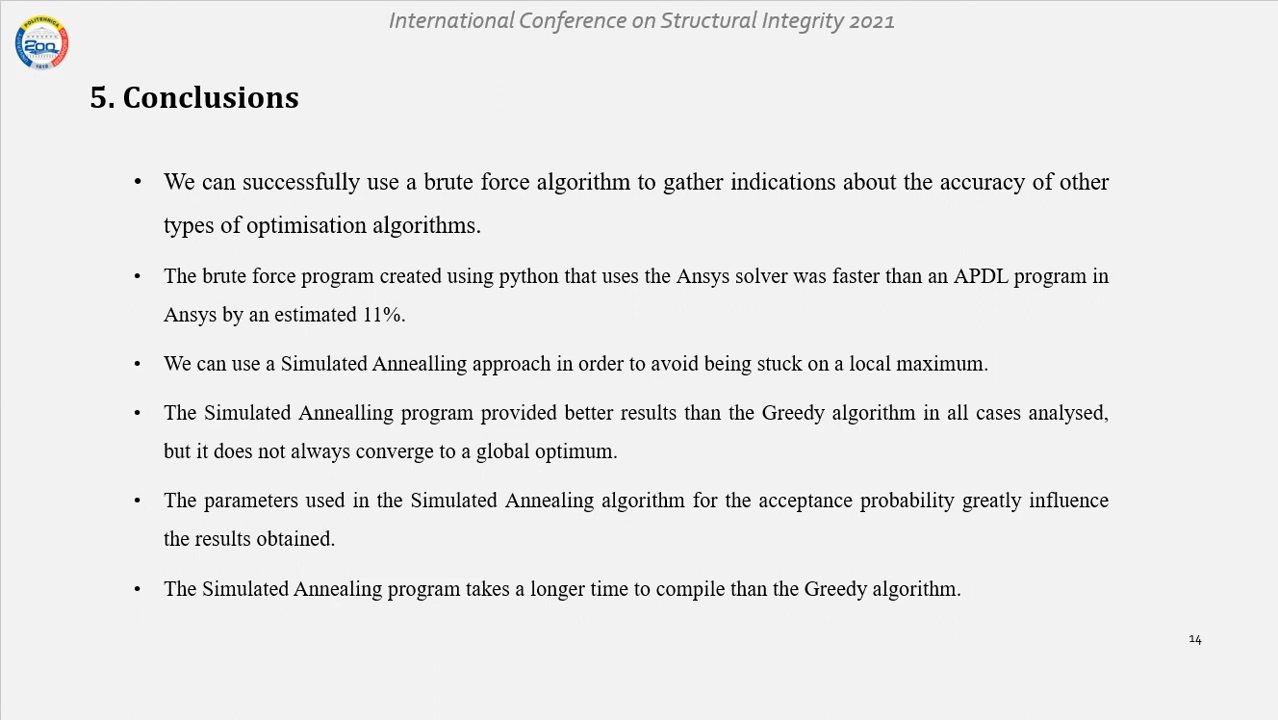 International Conference on Structural Integrity 2021
POLITEHNICA
200
1818
5. Conclusions
• We can successfully use a brute force algorithm to gather indications about the accuracy of other
types of optimisation algorithms.
• The brute force program created using python that uses the Ansys solver was faster than an APDL program in
Ansys by an estimated 11%.
• We can use a Simulated Annealling approach in order to avoid being stuck on a local maximum.
• The Simulated Annealling program provided better results than the Greedy algorithm in all cases analysed,
but it does not always converge to a global optimum.
• The parameters used in the Simulated Annealing algorithm for the acceptance probability greatly influence
the results obtained.
• The Simulated Annealing program takes a longer time to compile than the Greedy algorithm.
14